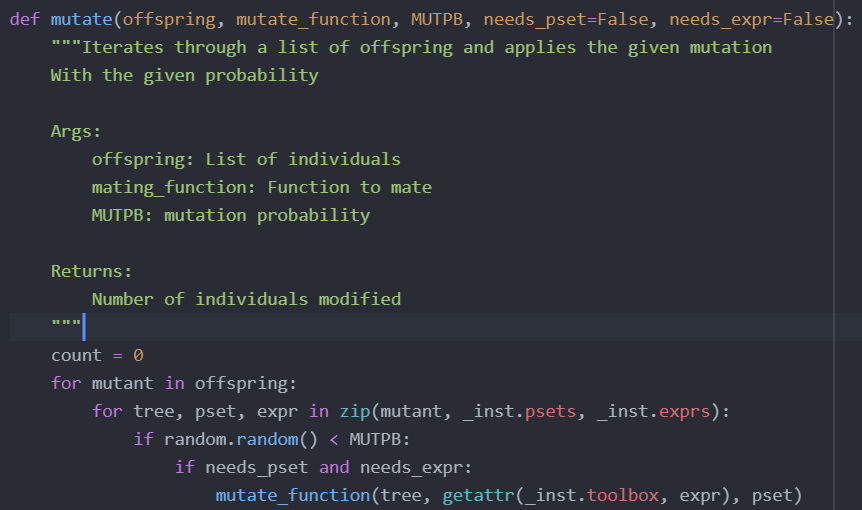 def mutate(offspring, mutate_function, MUTPB, needs_pset=False, needs_expr=False):
    """Iterates through a list of offspring and applies the given mutation
    With the given probability

    Args:
        offspring: List of individuals
        mating_function: Function to mate
        MUTPB: mutation probability

    Returns:
        Number of individuals modified
    """
    count = 0
    for mutant in offspring:
        for tree, pset, expr in zip(mutant, _inst.psets, _inst.exprs):
            if random.random() < MUTPB:
                if needs_pset and needs_expr:
                    mutate_function(tree, getattr(_inst.toolbox, expr), pset)